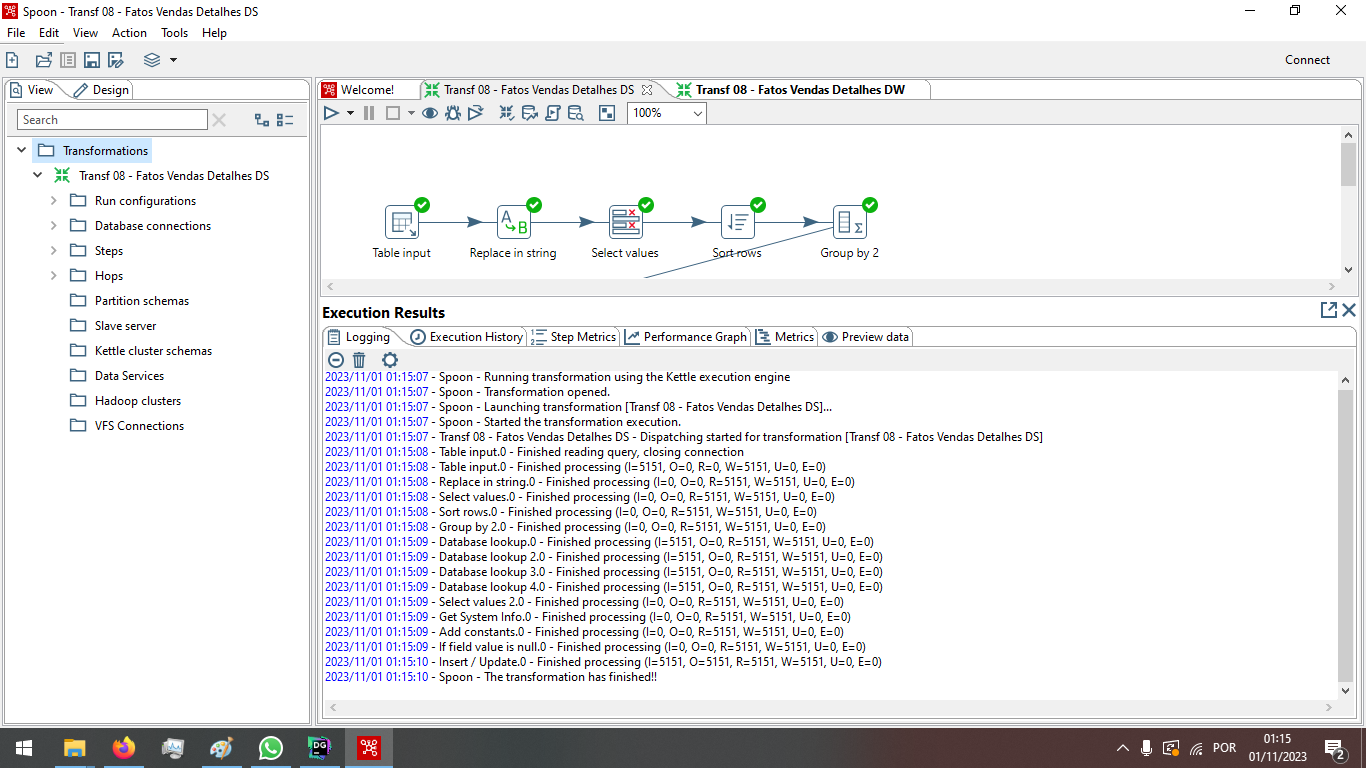 Spoon - Transf 08 - Fatos Vendas Detalhes DS
File Edit View Action Tools Help
Connect
View Design
Search
Transformations
Transf 08 - Fatos Vendas Detalhes DS
Run configurations
Database connections
Steps
Hops
Partition schemas
Slave server
Kettle cluster schemas
Data Services
Hadoop clusters
VFS Connections
Welcome! Transf 08 - Fatos Vendas Detalhes DS Transf 08 - Fatos Vendas Detalhes DW
100%
A B
Table input Replace in string Select values Sort rows Group by 2
Execution Results
Logging Execution History Step Metrics Performance Graph Metrics Preview data
2023/11/01 01:15:07 - Spoon - Running transformation using the Kettle execution engine
2023/11/01 01:15:07 - Spoon - Transformation opened.
2023/11/01 01:15:07 - Spoon - Launching transformation [Transf 08 - Fatos Vendas Detalhes DS]...
2023/11/01 01:15:07 - Spoon - Started the transformation execution.
2023/11/01 01:15:07 - Transf 08 - Fatos Vendas Detalhes DS - Dispatching started for transformation [Transf 08 - Fatos Vendas Detalhes DS]
2023/11/01 01:15:08 - Table input.0 - Finished reading query, closing connection
2023/11/01 01:15:08 - Table input.0 - Finished processing (I=5151, O=0, R=0, W=5151, U=0, E=0)
2023/11/01 01:15:08 - Replace in string.0 - Finished processing (I=0, O=0, R=5151, W=5151, U=0, E=0)
2023/11/01 01:15:08 - Select values.0 - Finished processing (I=0, O=0, R=5151, W=5151, U=0, E=0)
2023/11/01 01:15:08 - Sort rows.0 - Finished processing (I=0, O=0, R=5151, W=5151, U=0, E=0)
2023/11/01 01:15:08 - Group by 2.0 - Finished processing (I=0, O=0, R=5151, W=5151, U=0, E=0)
2023/11/01 01:15:09 - Database lookup.0 - Finished processing (I=5151, O=0, R=5151, W=5151, U=0, E=0)
2023/11/01 01:15:09 - Database lookup 2.0 - Finished processing (I=5151, O=0, R=5151, W=5151, U=0, E=0)
2023/11/01 01:15:09 - Database lookup 3.0 - Finished processing (I=5151, O=0, R=5151, W=5151, U=0, E=0)
2023/11/01 01:15:09 - Database lookup 4.0 - Finished processing (I=5151, O=0, R=5151, W=5151, U=0, E=0)
2023/11/01 01:15:09 - Select values 2.0 - Finished processing (I=0, O=0, R=5151, W=5151, U=0, E=0)
2023/11/01 01:15:09 - Get System Info.0 - Finished processing (I=0, O=0, R=5151, W=5151, U=0, E=0)
2023/11/01 01:15:09 - Add constants.0 - Finished processing (I=0, O=0, R=5151, W=5151, U=0, E=0)
2023/11/01 01:15:09 - If field value is null.0 - Finished processing (I=0, O=0, R=5151, W=5151, U=0, E=0)
2023/11/01 01:15:10 - Insert / Update.0 - Finished processing (I=5151, O=5151, R=5151, W=5151, U=0, E=0)
2023/11/01 01:15:10 - Spoon - The transformation has finished!!
DG
POR
01:15
01/11/2023
2